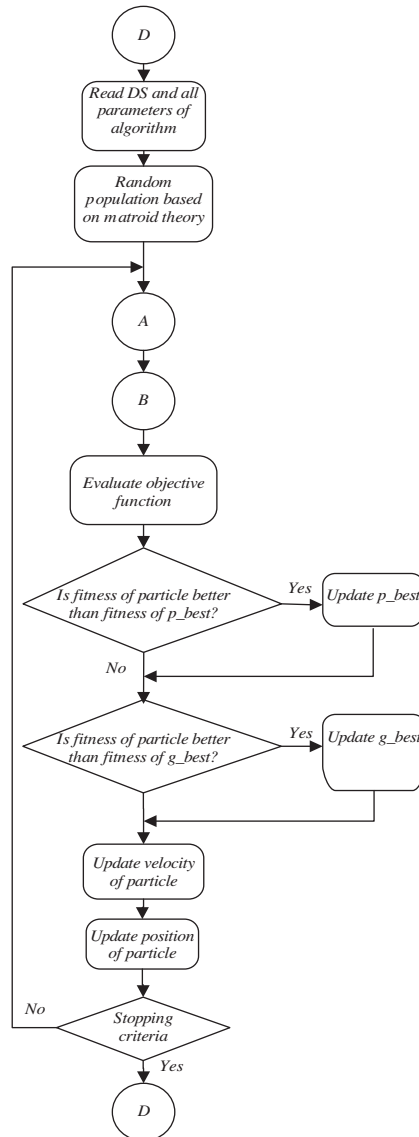 D
Read DS and all
parameters of
algorithm
Random
population based
on matroid theory
A
B
Evaluate objective
function
Is fitness of particle better
than fitness of p_best?
Yes
Update p_best
No
Is fitness of particle better
than fitness of g_best?
Yes
Update g_best
Update velocity
of particle
Update position
of particle
No
Stopping
criteria
Yes
D